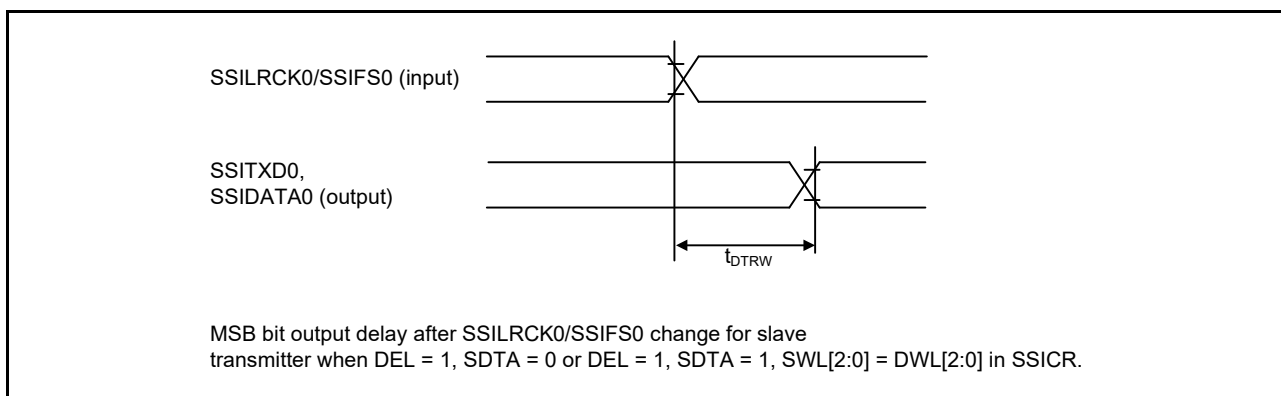 SSILRCK0/SSIFS0 (input)
SSITXD0,
SSIDATA0 (output)
tDTRW
MSB bit output delay after SSILRCK0/SSIFS0 change for slave
transmitter when DEL = 1, SDTA = 0 or DEL = 1, SDTA = 1, SWL[2:0] = DWL[2:0] in SSICR.